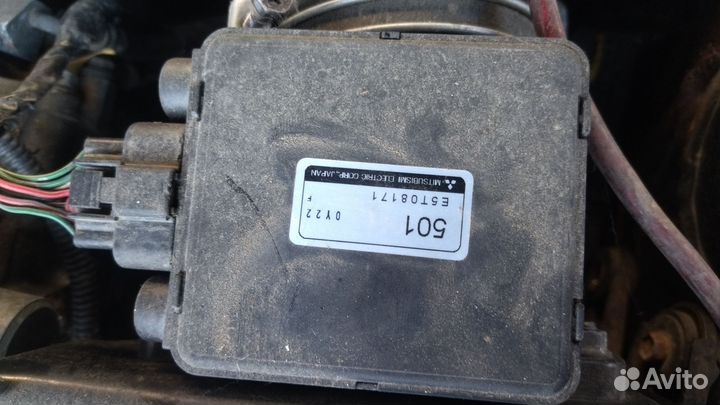 MITSUBISHI ELECTRIC CORP. JAPAN
E5T08171
501
0Y22
F
Avito